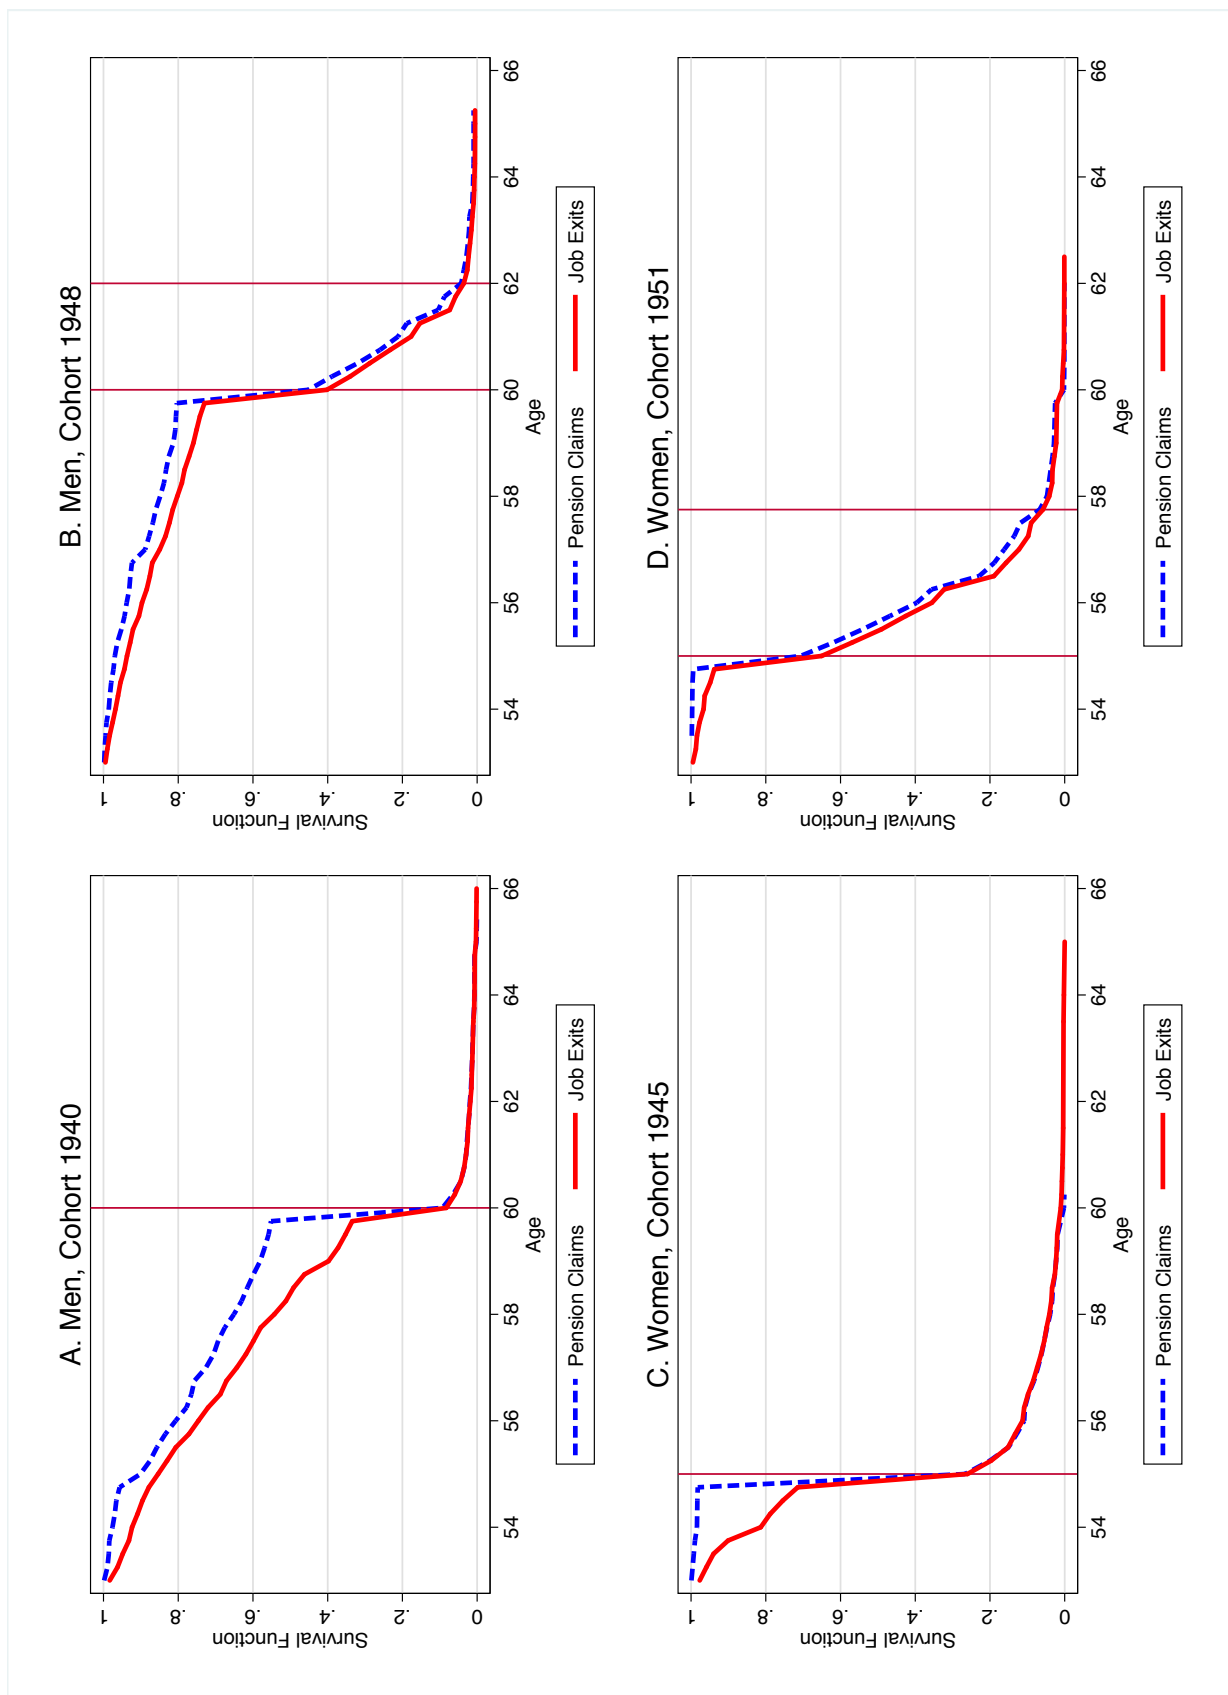 A. Men, Cohort 1940
Survival Function
1
.8
.6
.4
.2
0
54 56 58 60 62 64 66
Age
Pension Claims Job Exits
B. Men, Cohort 1948
Survival Function
1
.8
.6
.4
.2
0
54 56 58 60 62 64 66
Age
Pension Claims Job Exits
C. Women, Cohort 1945
Survival Function
1
.8
.6
.4
.2
0
54 56 58 60 62 64 66
Age
Pension Claims Job Exits
D. Women, Cohort 1951
Survival Function
1
.8
.6
.4
.2
0
54 56 58 60 62 64 66
Age
Pension Claims Job Exits